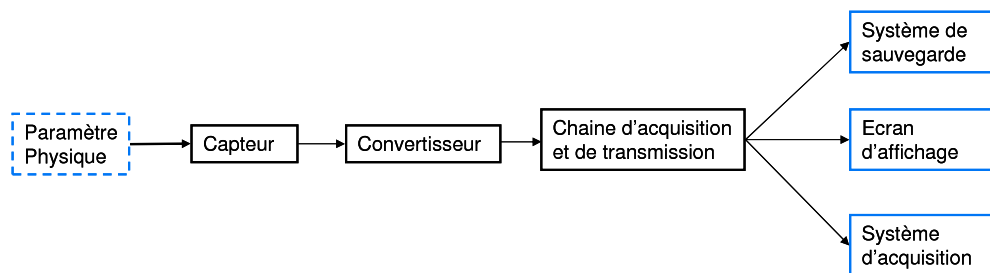 Paramètre
Physique
Capteur
Convertisseur
Chaine d'acquisition
et de transmission
Système de
sauvegarde
Ecran
d'affichage
Système
d'acquisition